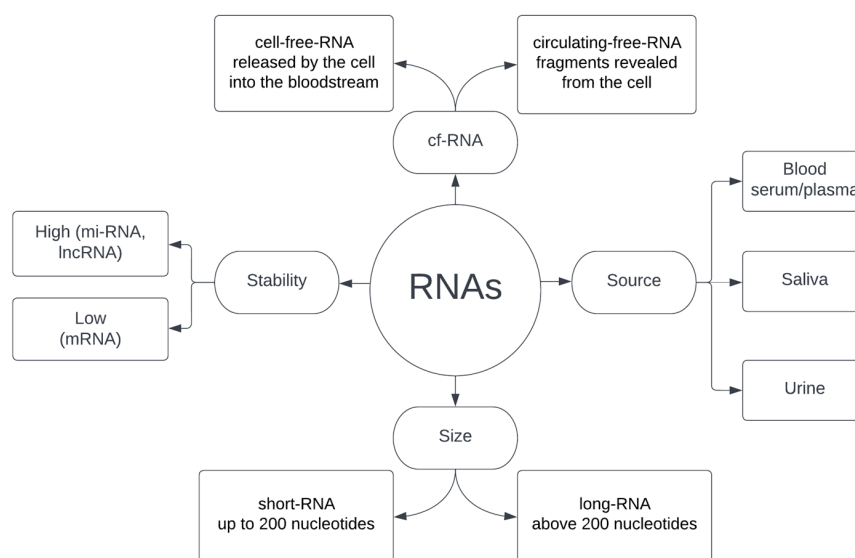 cell-free-RNA
released by the cell
into the bloodstream
circulating-free-RNA
fragments revealed
from the cell
cf-RNA
Blood
serum/plasma
High (mi-RNA,
lncRNA)
Stability
RNAs
Source
Saliva
Low
(mRNA)
Urine
Size
short-RNA
up to 200 nucleotides
long-RNA
above 200 nucleotides